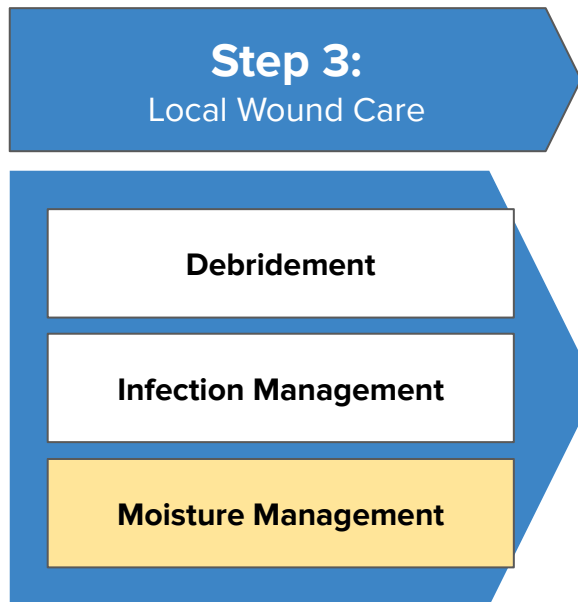 Step 3:
Local Wound Care
Debridement
Infection Management
Moisture Management